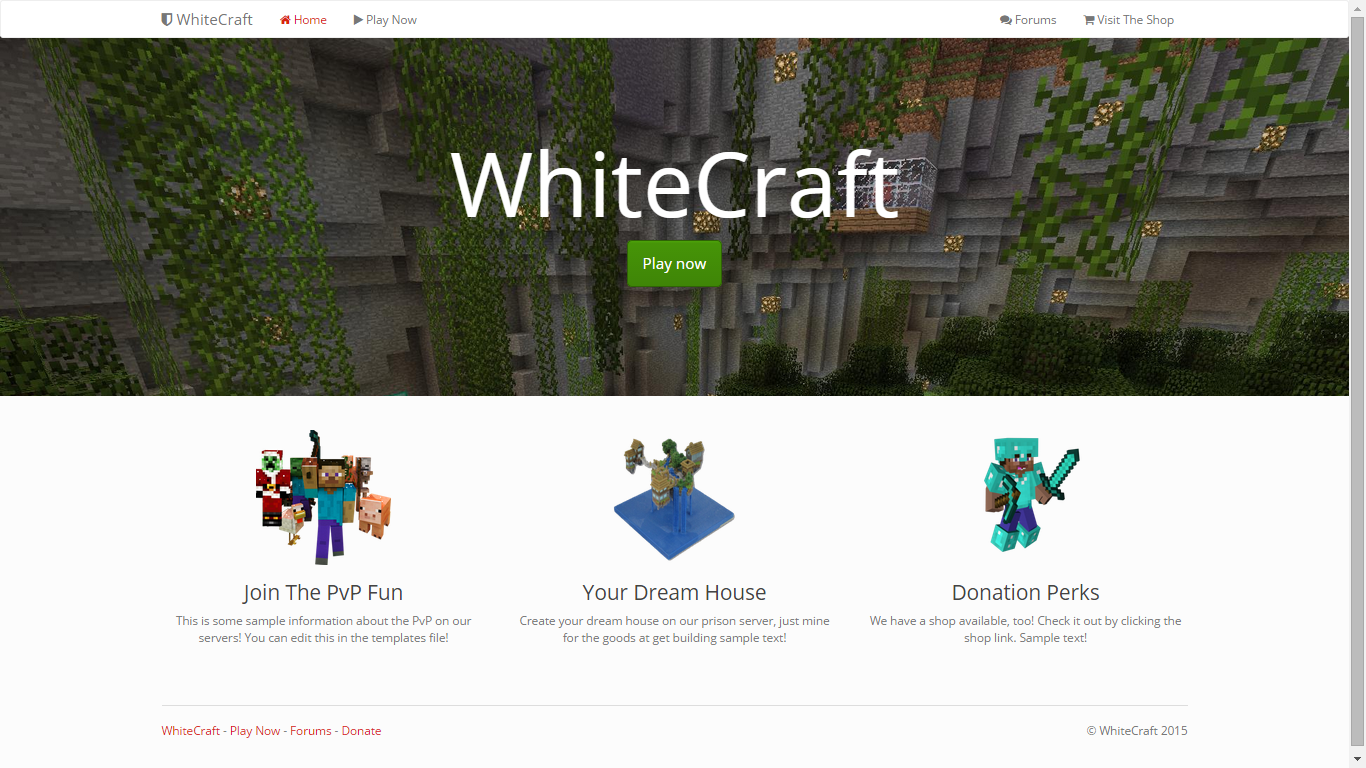 WhiteCraft Home Play Now Forums Visit The Shop
WhiteCraft
Play now
Join The PvP Fun
This is some sample information about the PvP on our
servers! You can edit this in the templates file!
Your Dream House
Create your dream house on our prison server, just mine
for the goods at get building sample text!
Donation Perks
We have a shop available, too! Check it out by clicking the
shop link. Sample text!
WhiteCraft - Play Now - Forums - Donate
© WhiteCraft 2015